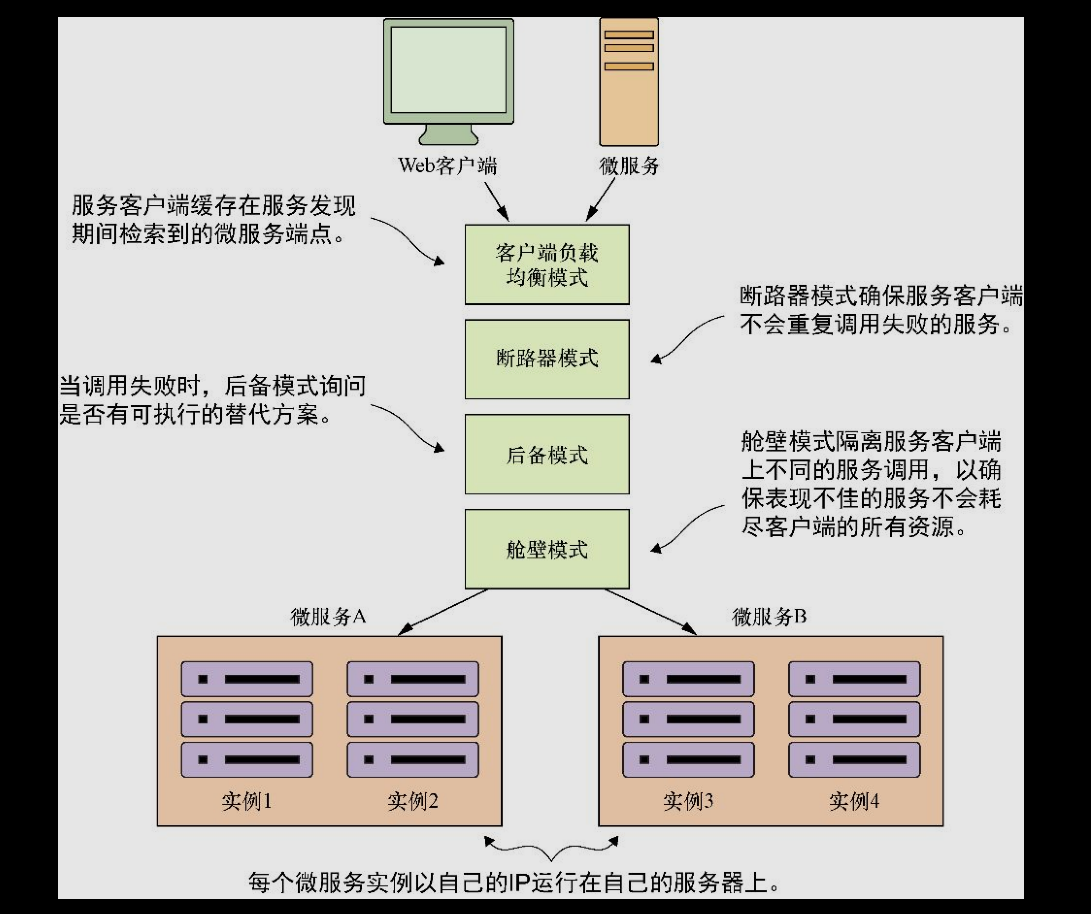 Web客户端
微服务
服务客户端缓存在服务发现
期间检索到的微服务端点。
客户端负载
均衡模式
断路器模式确保服务客户端
不会重复调用失败的服务。
断路器模式
当调用失败时，后备模式询问
是否有可执行的替代方案。
后备模式
舱壁模式隔离服务客户端
上不同的服务调用，以确
保表现不佳的服务不会耗
尽客户端的所有资源。
舱壁模式
微服务A
微服务B
实例1
实例2
实例3
实例4
每个微服务实例以自己的IP运行在自己的服务器上。